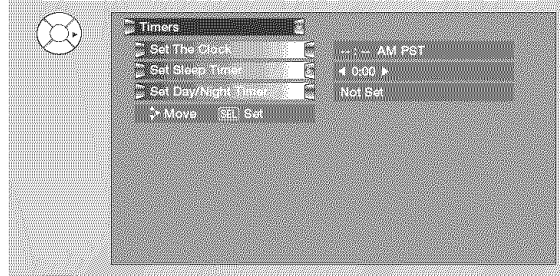 Timers
Set The Clock -- : -- AM PST
Set Sleep Timer ◀ 0:00 ▶
Set Day/Night Timer Not Set
Move SEL Set